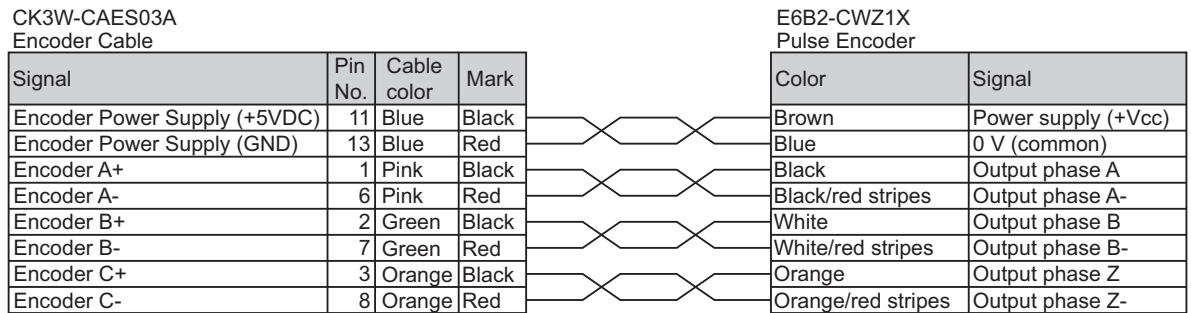 CK3W-CAES03A E6B2-CWZ1X
Encoder Cable Pulse Encoder
Signal Pin No. Cable color Mark Color Signal
Encoder Power Supply (+5VDC) 11 Blue Black Brown Power supply (+Vcc)
Encoder Power Supply (GND) 13 Blue Red Blue 0 V (common)
Encoder A+ 1 Pink Black Black Output phase A
Encoder A- 6 Pink Red Black/red stripes Output phase A-
Encoder B+ 2 Green Black White Output phase B
Encoder B- 7 Green Red White/red stripes Output phase B-
Encoder C+ 3 Orange Black Orange Output phase Z
Encoder C- 8 Orange Red Orange/red stripes Output phase Z-